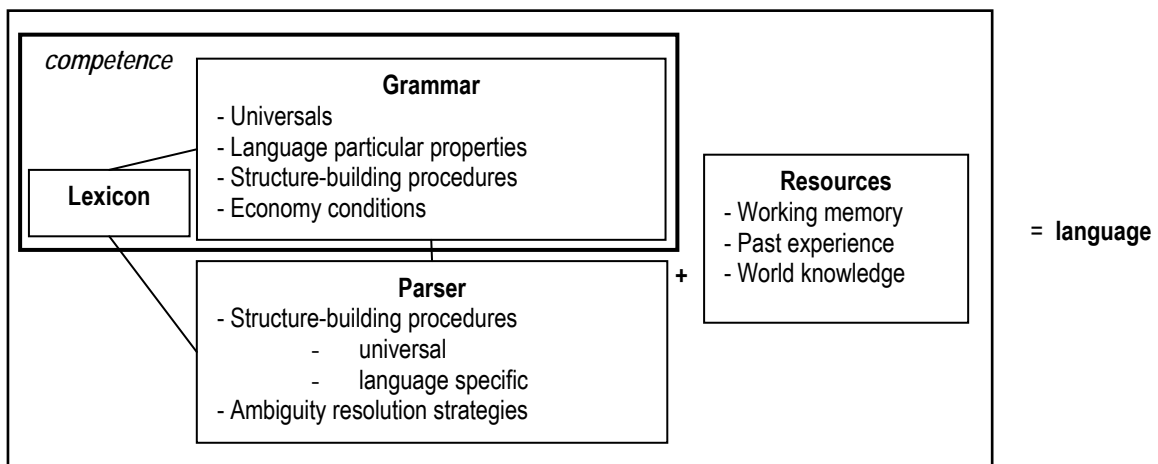 competence
Grammar
- Universals
- Language particular properties
- Structure-building procedures
- Economy conditions
Lexicon
Parser
- Structure-building procedures
- universal
- language specific
- Ambiguity resolution strategies
+
Resources
- Working memory
- Past experience
- World knowledge
= language